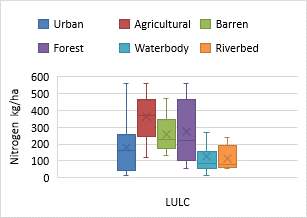 Urban Agricultural Barren
Forest Waterbody Riverbed
Nitrogen kg/ha
600
500
400
300
200
100
0
LULC